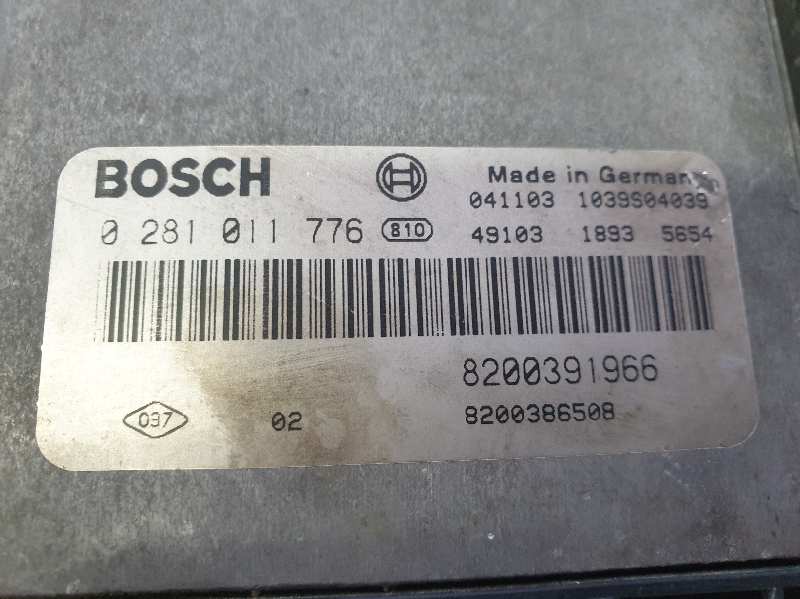 BOSCH
Made in Germany
041103 1039S04039
0 281 011 776 810
49103 1893 5654
8200391966
037 02
8200386508